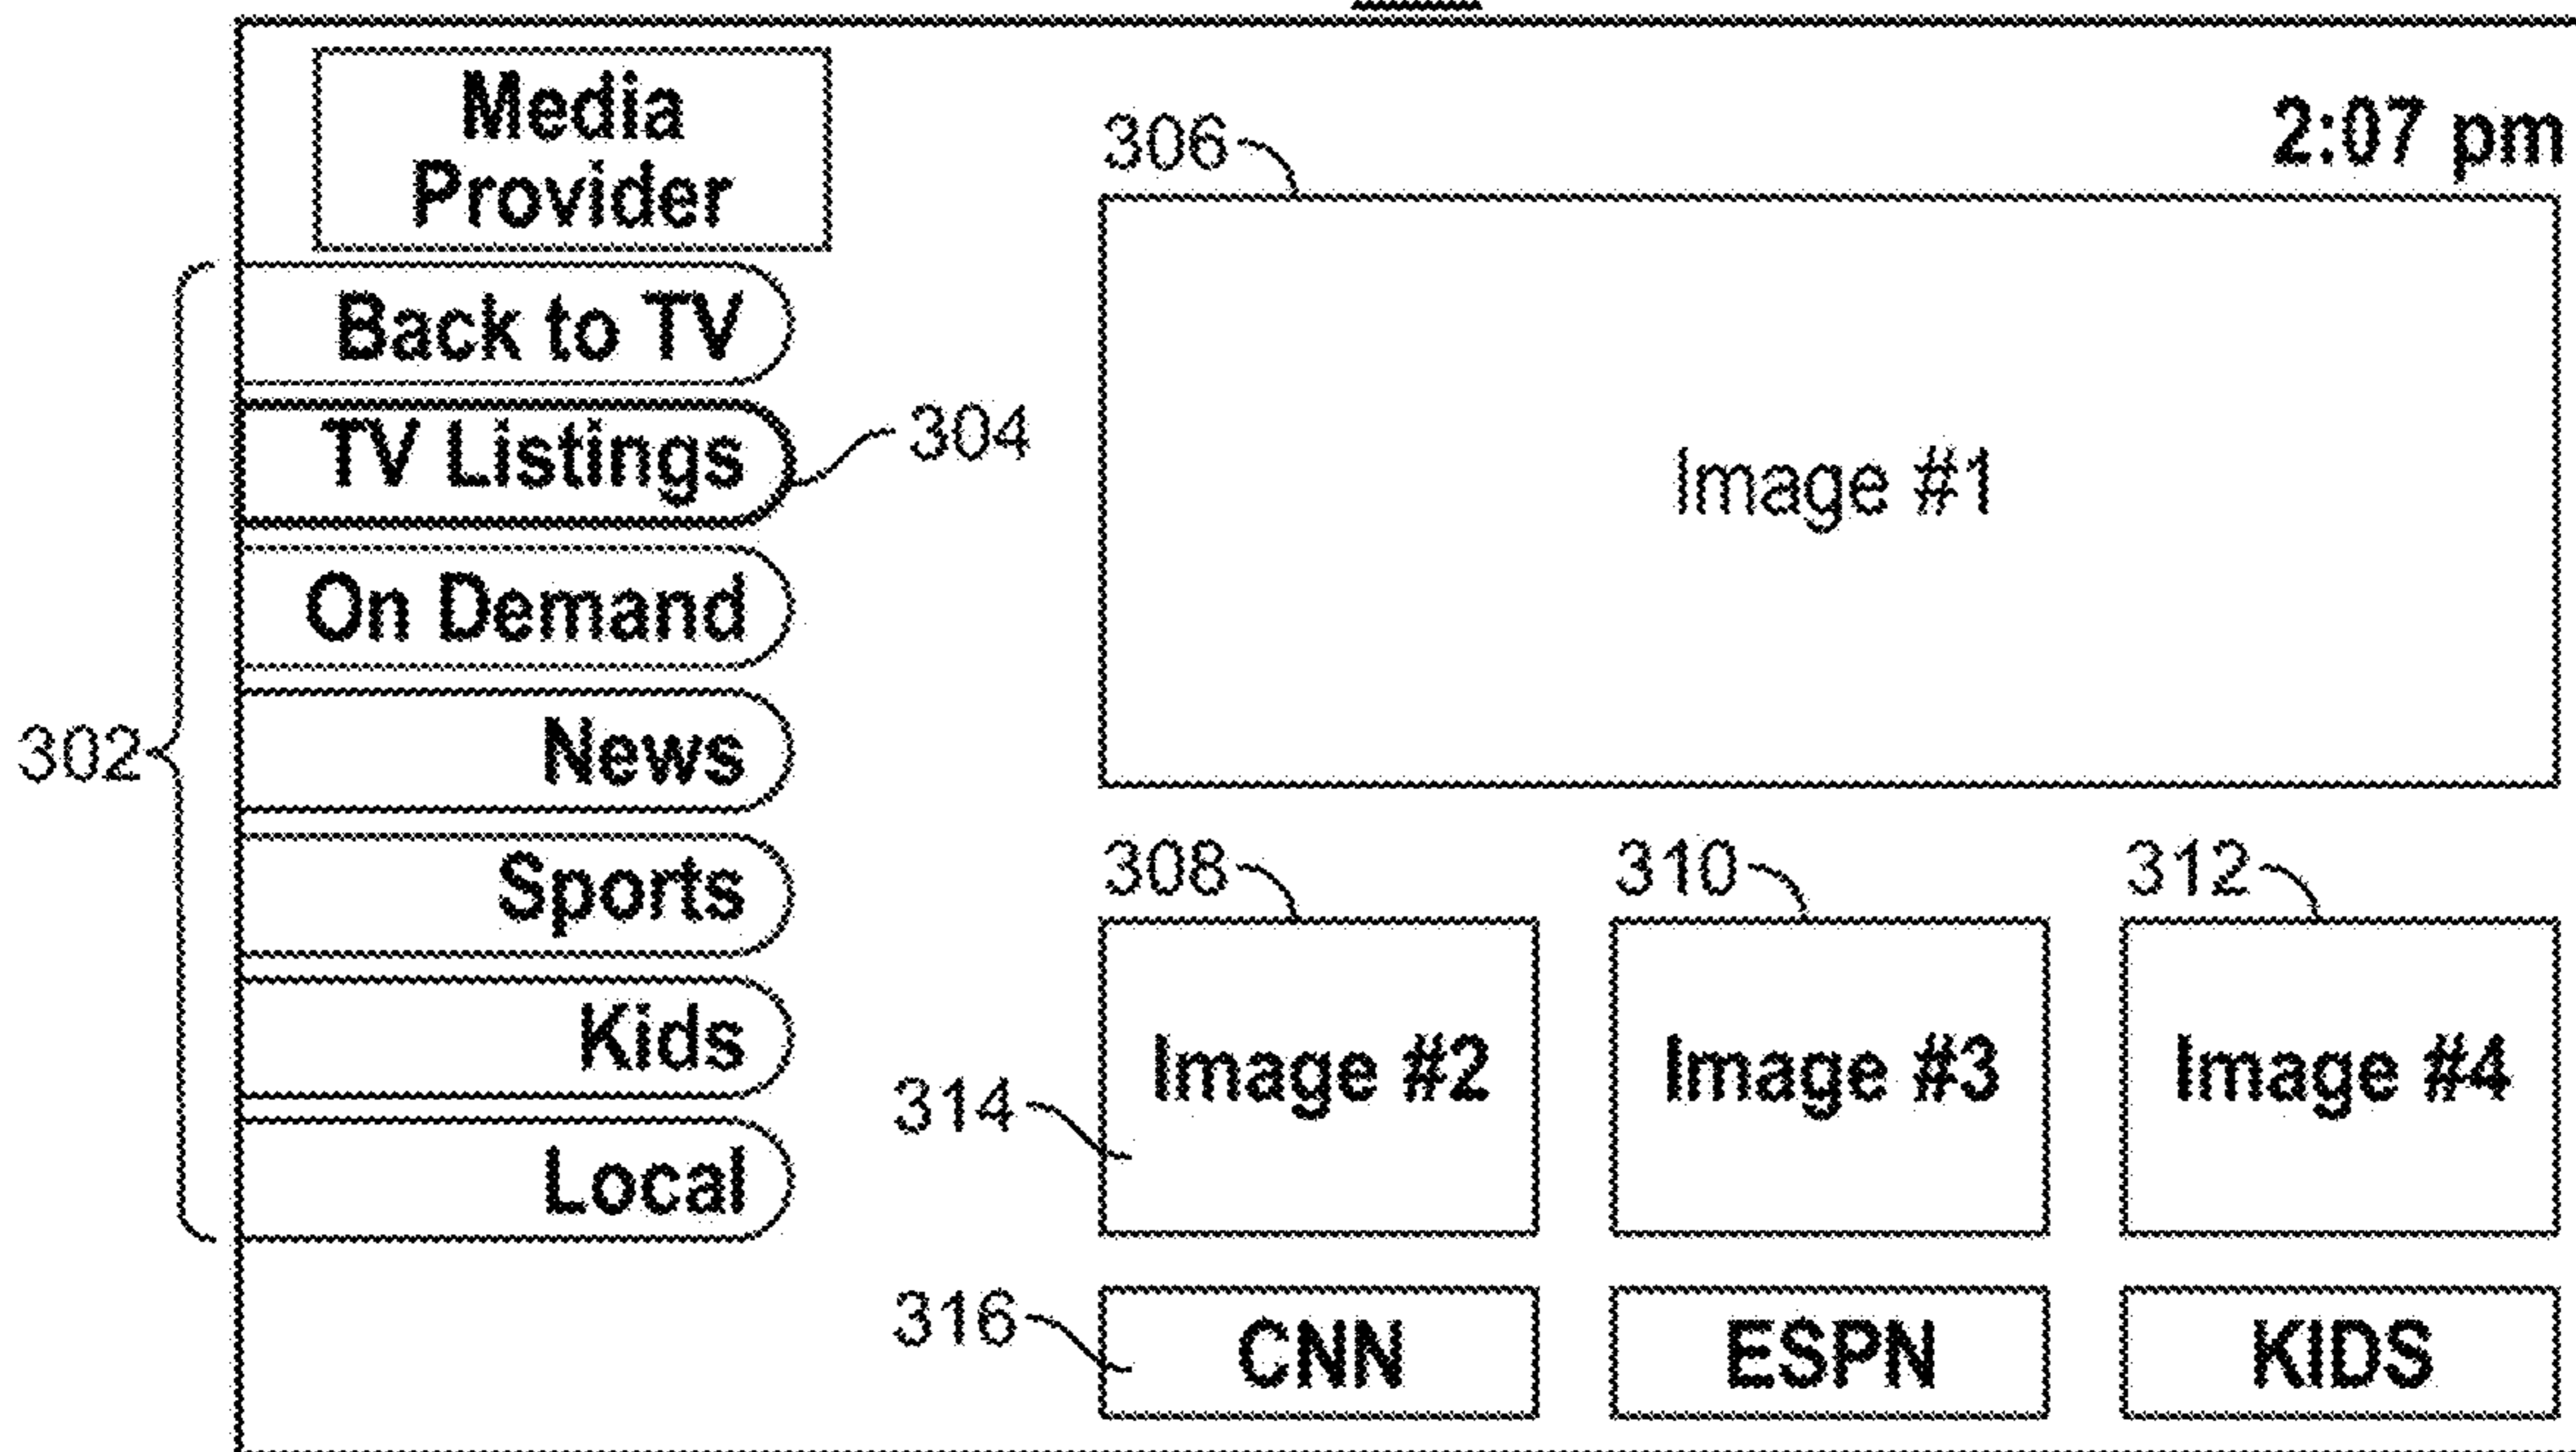 Media
Provider
2:07 pm
306
Back to TV
TV Listings
304
Image #1
On Demand
302
News
Sports
308
310
312
Kids
314
Image #2
Image #3
Image #4
Local
316
CNN
ESPN
KIDS